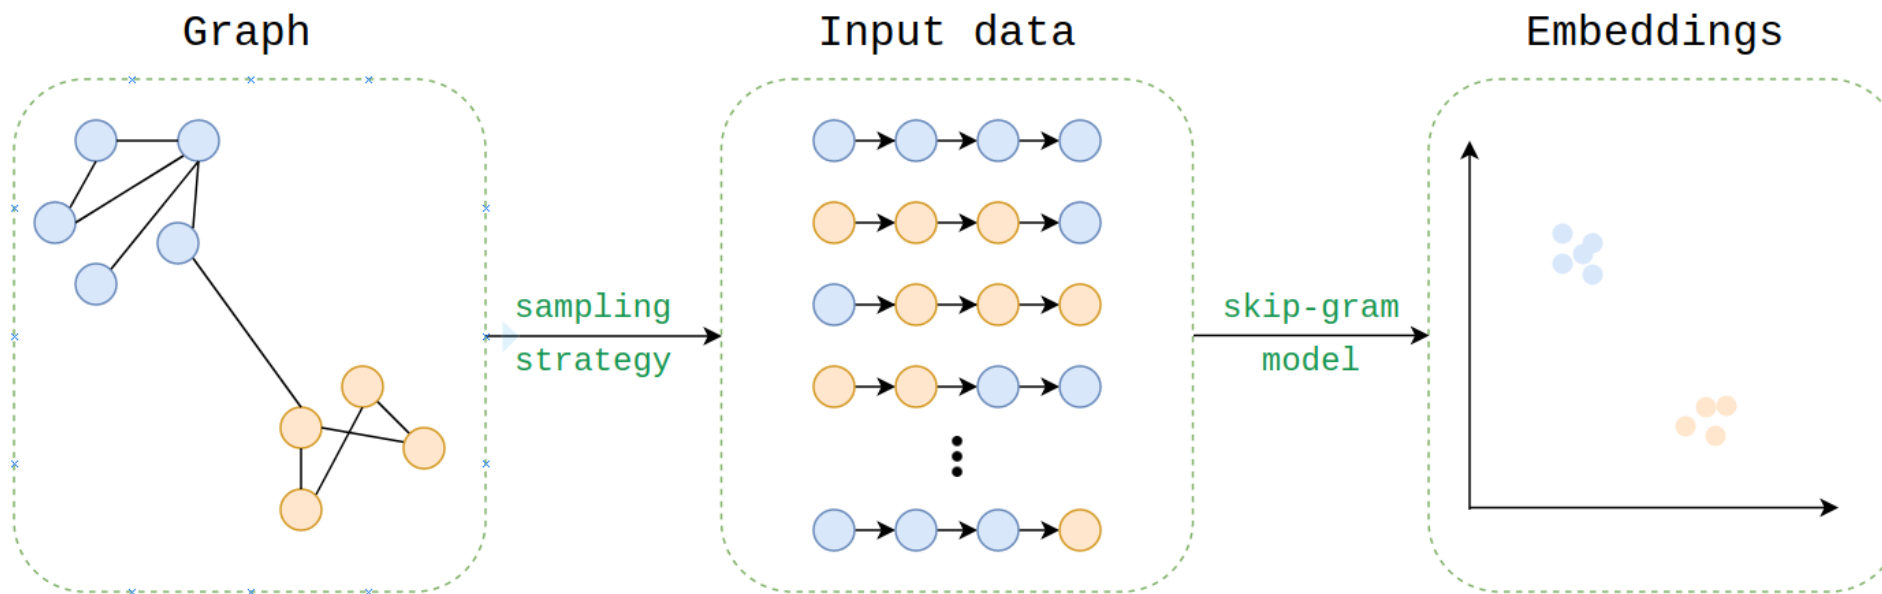 Graph
Input data
Embeddings
sampling
strategy
skip-gram
model